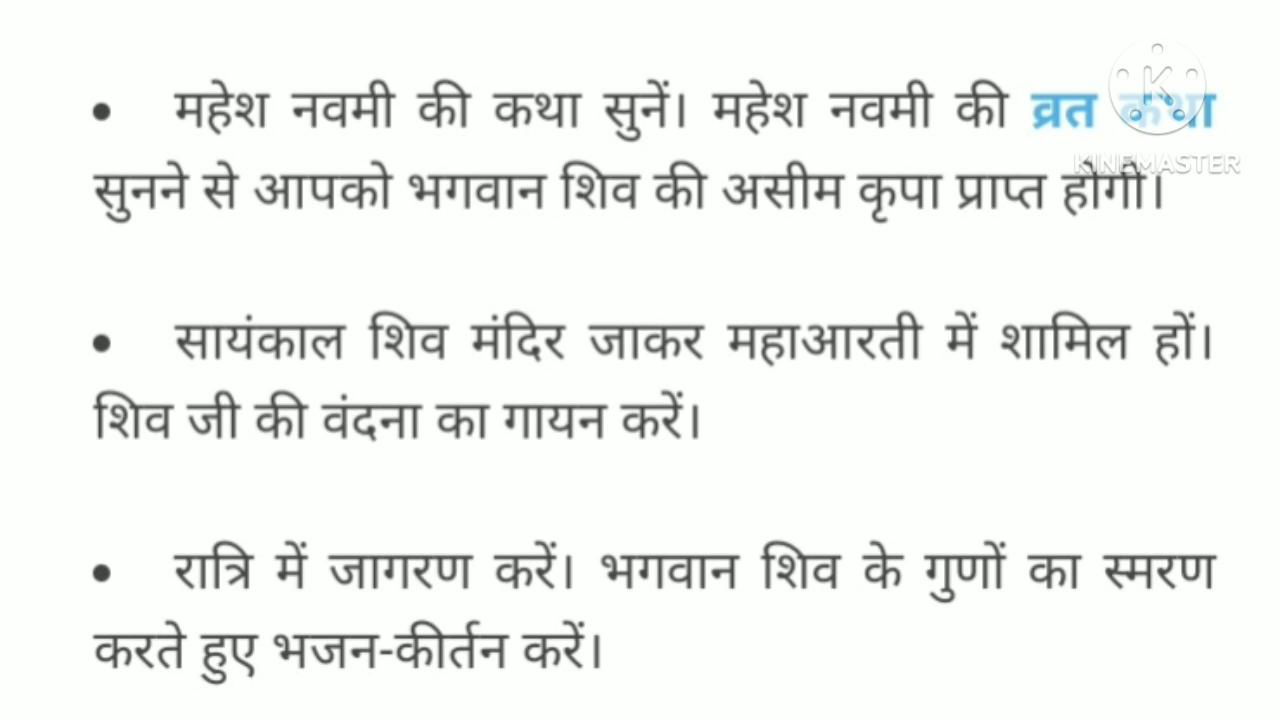 • महेश नवमी की कथा सुनें। महेश नवमी की व्रत कथा
सुनने से आपको भगवान शिव की असीम कृपा प्राप्त होगी।
• सायंकाल शिव मंदिर जाकर महाआरती में शामिल हों।
शिव जी की वंदना का गायन करें।
• रात्रि में जागरण करें। भगवान शिव के गुणों का स्मरण
करते हुए भजन-कीर्तन करें।
K
KINEMASTER